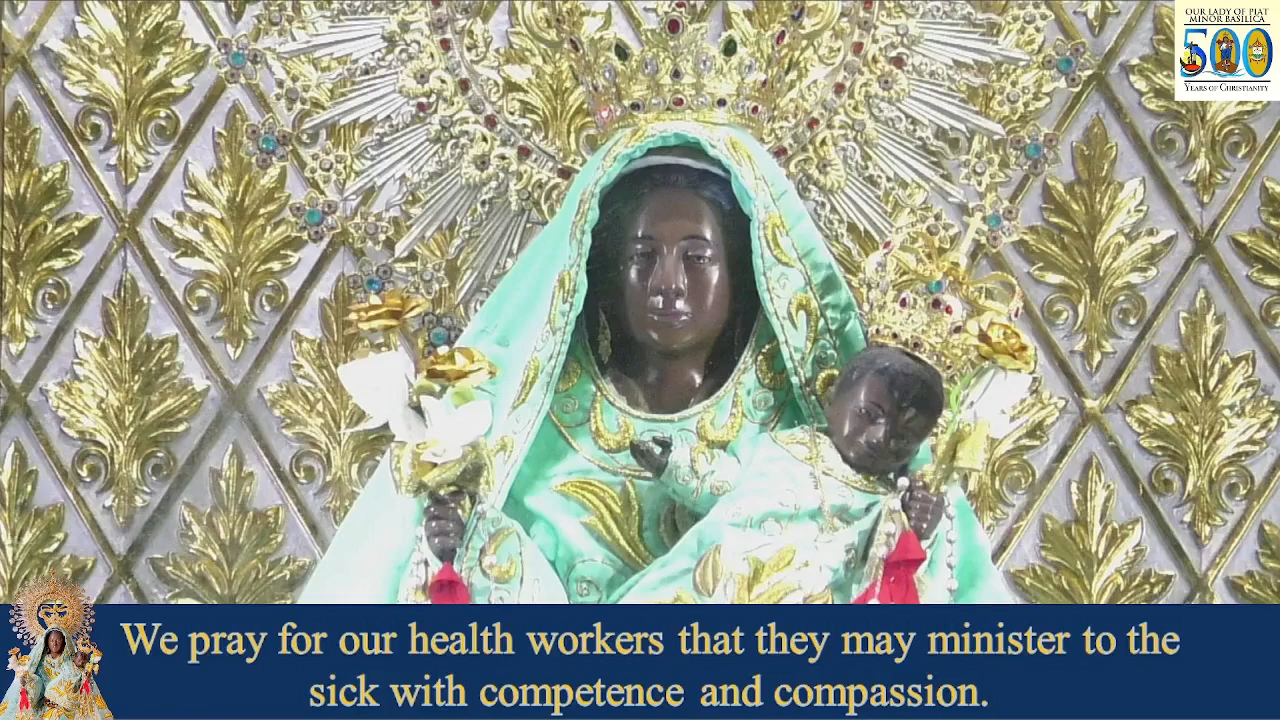 OUR LADY OF PIAT
MINOR BASILICA
500
YEARS OF CHRISTIANITY
We pray for our health workers that they may minister to the
sick with competence and compassion.